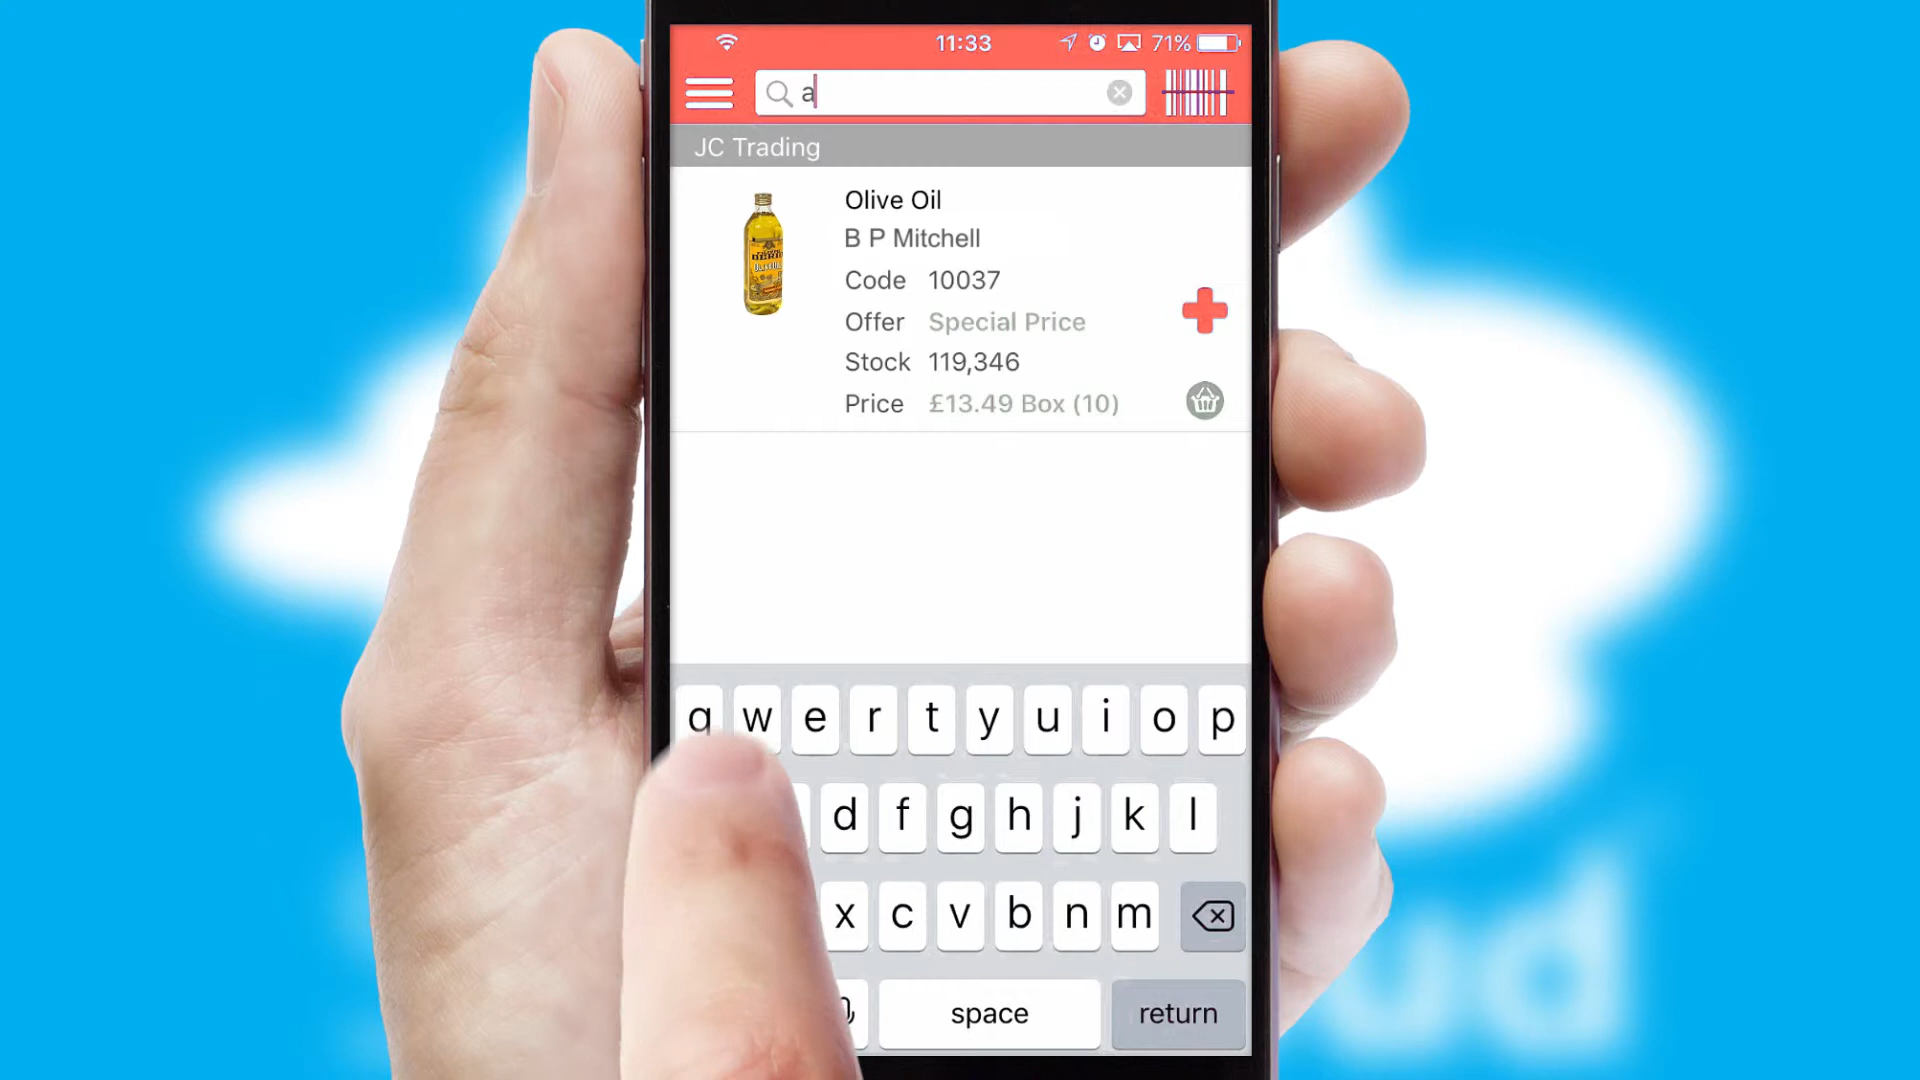 11:33 71%
a
JC Trading
Olive Oil
B P Mitchell
Code 10037
Offer Special Price
Stock 119,346
Price £13.49 Box (10)
q w e r t y u i o p
d f g h j k l
x c v b n m
space return
ud